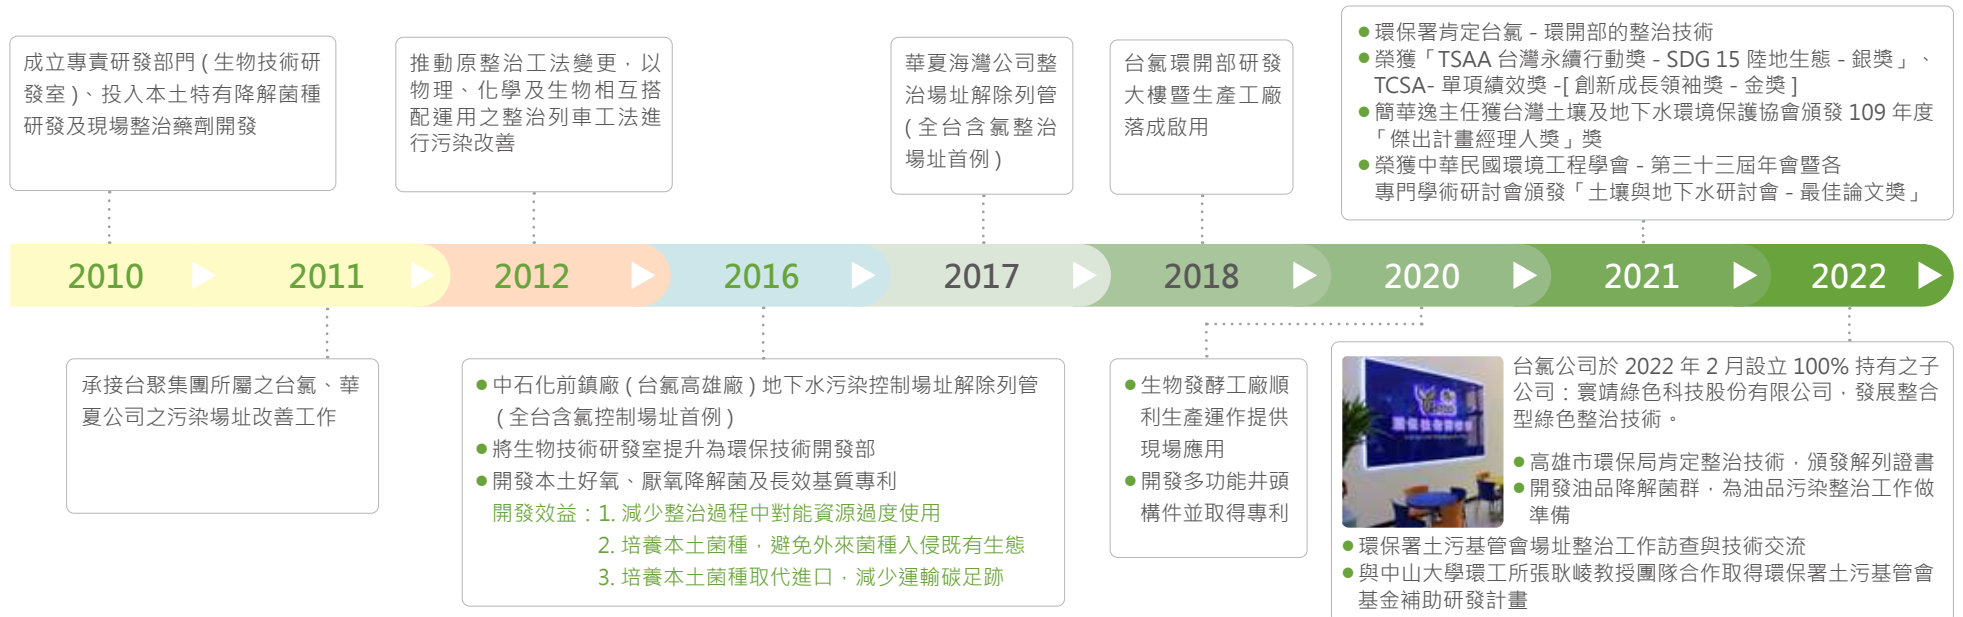 成立專責研發部門 ( 生物技術研
發室 )、投入本土特有降解菌種
研發及現場整治藥劑開發
推動原整治工法變更，以
物理、化學及生物相互搭
配運用之整治列車工法進
行污染改善
華夏海灣公司整
治場址解除列管
( 全台含氯整治
場址首例 )
台氯環開部研發
大樓暨生產工廠
落成啟用
●環保署肯定台氯 - 環開部的整治技術
●榮獲「TSAA 台灣永續行動獎 - SDG 15 陸地生態 - 銀獎」、
TCSA- 單項績效獎 -[ 創新成長領袖獎 - 金獎 ]
●簡華逸主任獲台灣土壤及地下水環境保護協會頒發 109 年度
「傑出計畫經理人獎」獎
●榮獲中華民國環境工程學會 - 第三十三屆年會暨各
專門學術研討會頒發「土壤與地下水研討會 - 最佳論文獎」
2010
2011
2012
2016
2017
2018
2020
2021
2022
承接台聚集團所屬之台氯、華
夏公司之污染場址改善工作
●中石化前鎮廠 ( 台氯高雄廠 ) 地下水污染控制場址解除列管
( 全台含氯控制場址首例 )
●將生物技術研發室提升為環保技術開發部
●開發本土好氧、厭氧降解菌及長效基質專利
開發效益：1. 減少整治過程中對能資源過度使用
2. 培養本土菌種，避免外來菌種入侵既有生態
3. 培養本土菌種取代進口，減少運輸碳足跡
●生物發酵工廠順
利生產運作提供
現場應用
●開發多功能井頭
構件並取得專利
台氯公司於 2022 年 2 月設立 100% 持有之子
公司：寰靖綠色科技股份有限公司，發展整合
型綠色整治技術。
●高雄市環保局肯定整治技術，頒發解列證書
●開發油品降解菌群，為油品污染整治工作做
準備
●環保署土污基管會場址整治工作訪查與技術交流
●與中山大學環工所張耿崚教授團隊合作取得環保署土污基管會
基金補助研發計畫